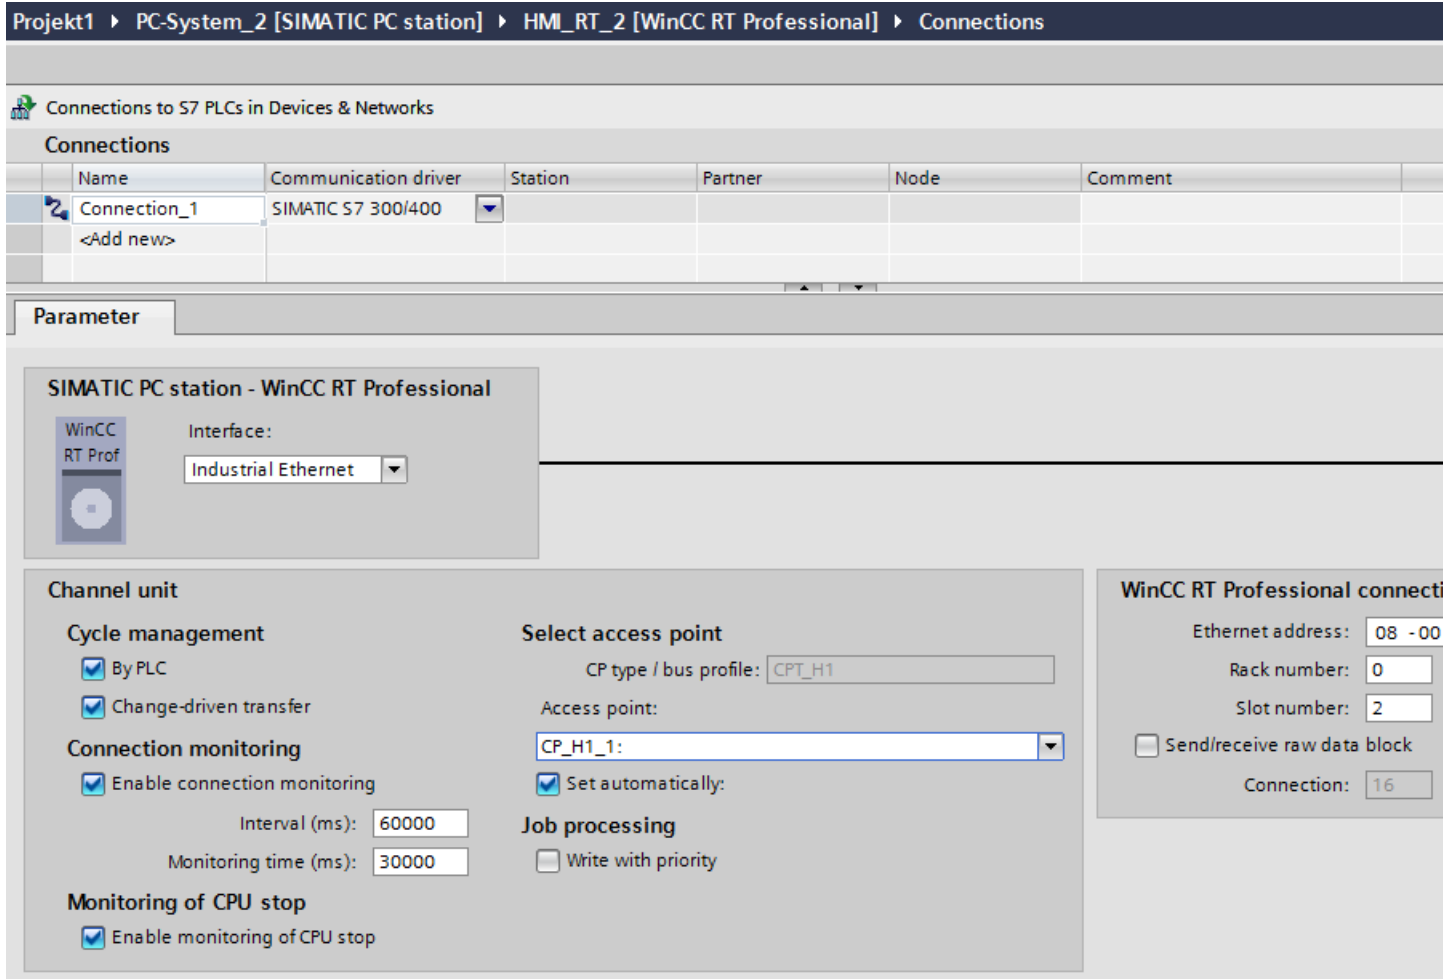 Projekt1 ▸ PC-System_2 [SIMATIC PC station] ▸ HMI_RT_2 [WinCC RT Professional] ▸ Connections
Connections to S7 PLCs in Devices & Networks
Connections
Name Communication driver Station Partner Node Comment
Connection_1 SIMATIC S7 300/400
<Add new>
Parameter
SIMATIC PC station - WinCC RT Professional
WinCC
RT Prof
Interface:
Industrial Ethernet
Channel unit
Cycle management
By PLC
Change-driven transfer
Connection monitoring
Enable connection monitoring
Interval (ms): 60000
Monitoring time (ms): 30000
Monitoring of CPU stop
Enable monitoring of CPU stop
Select access point
CP type / bus profile: CPT_H1
Access point:
CP_H1_1:
Set automatically:
Job processing
Write with priority
WinCC RT Professional connecti
Ethernet address: 08 -00
Rack number: 0
Slot number: 2
Send/receive raw data block
Connection: 16